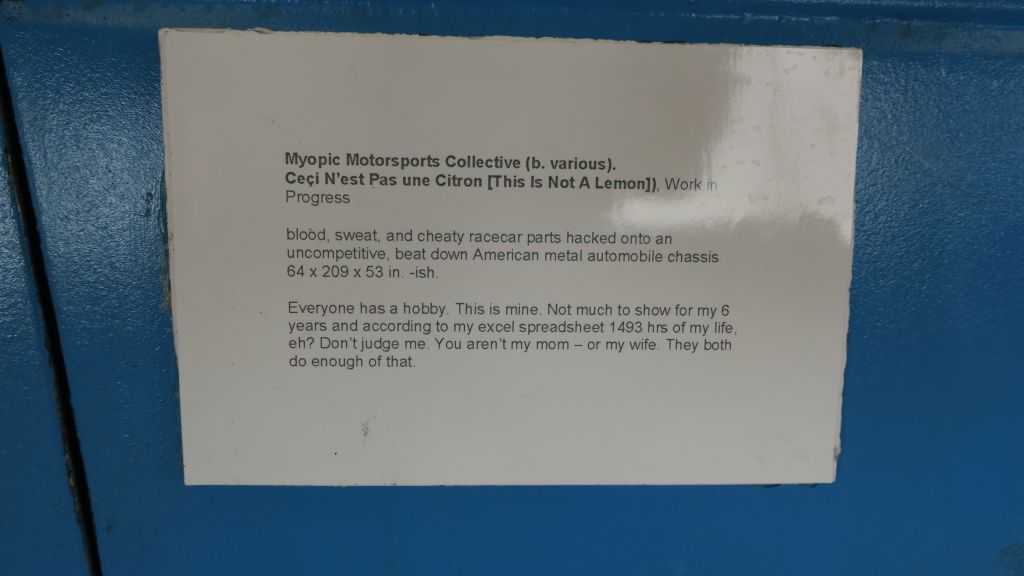 Myopic Motorsports Collective (b. various).
Ceçi N'est Pas une Citron [This Is Not A Lemon]), Work in
Progress
blood, sweat, and cheaty racecar parts hacked onto an
uncompetitive, beat down American metal automobile chassis
64 x 209 x 53 in. -ish.
Everyone has a hobby. This is mine. Not much to show for my 6
years and according to my excel spreadsheet 1493 hrs of my life,
eh? Don't judge me. You aren't my mom – or my wife. They both
do enough of that.